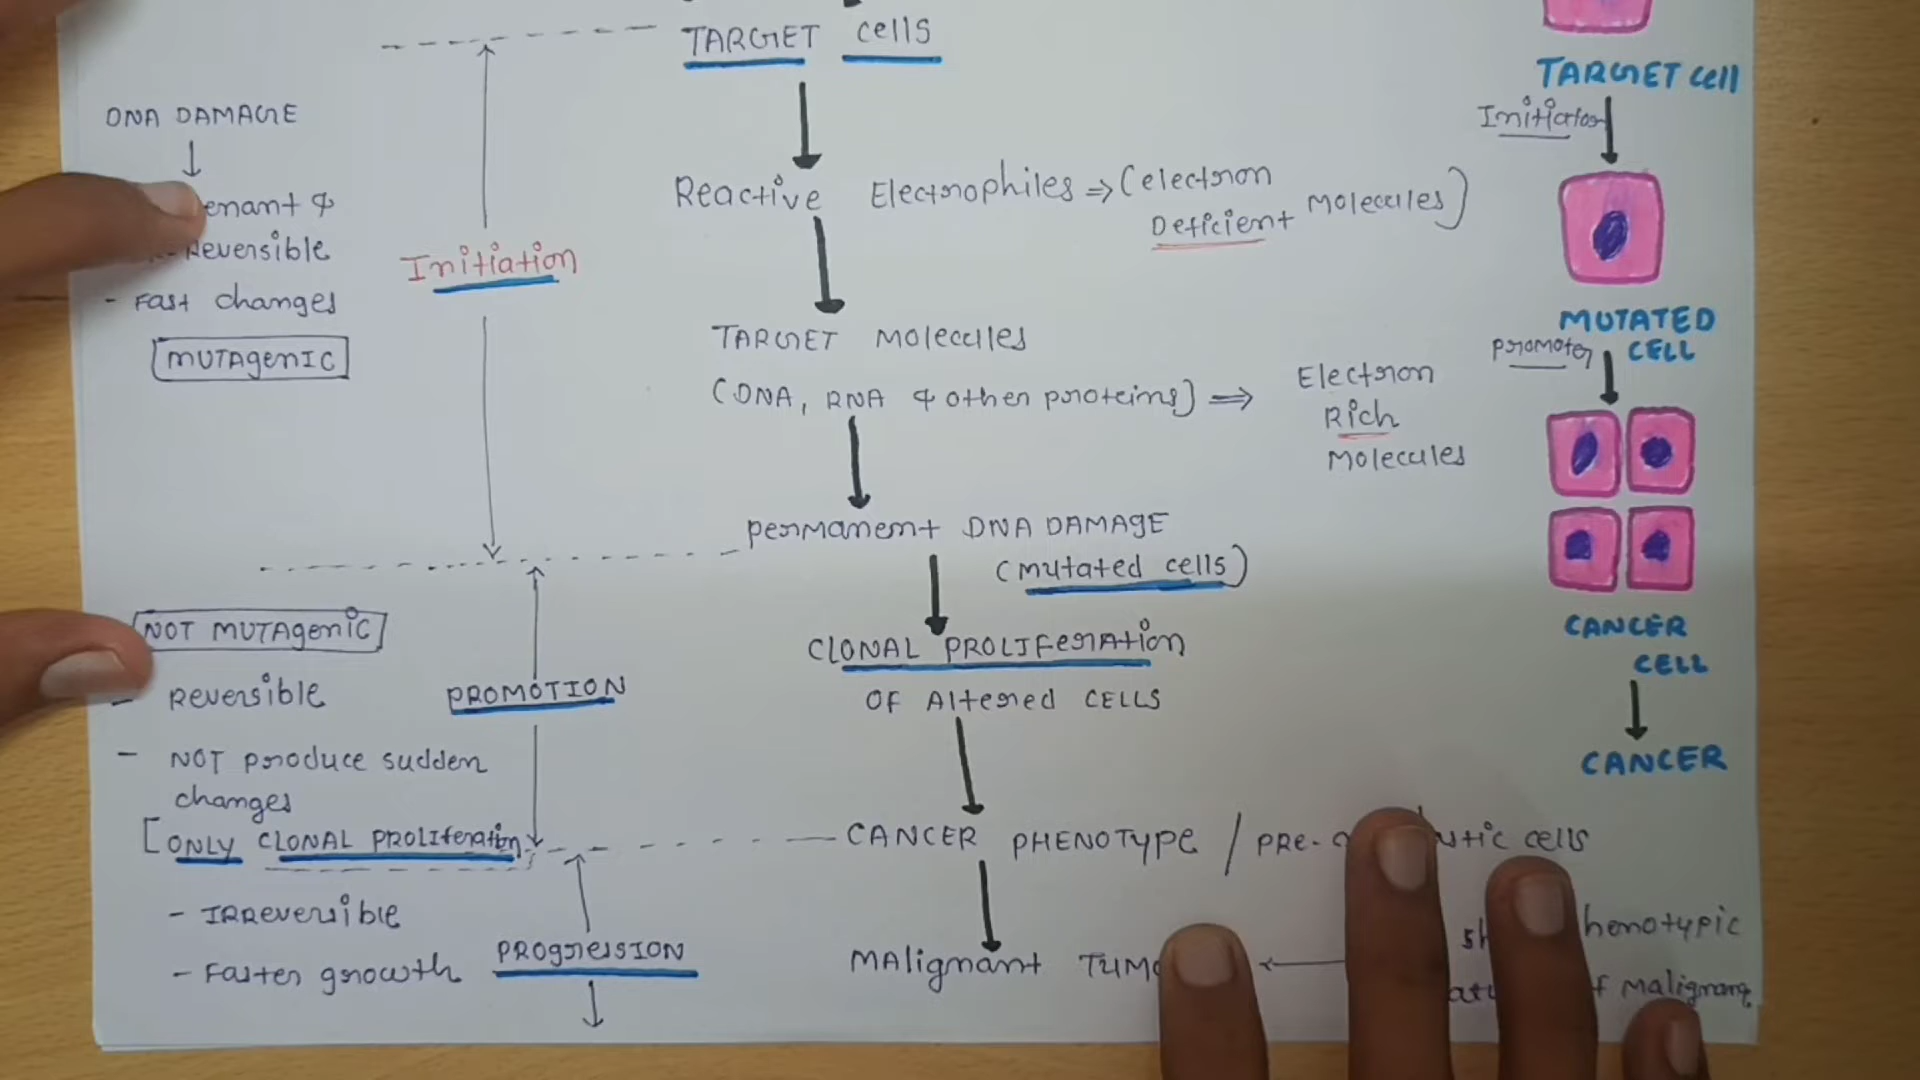 TARGET cells
DNA DAMAGE
Reversible
- Fast changes
MUTAgenIC
Initiation
Reactive Electrophiles ⇒ (electron
Deficient Molecules)
TARGET Molecules
(DNA, RNA & other proteins) ⇒
Electron
Rich
Molecules
permanent DNA DAMAGE
(mutated cells)
CLONAL PROLIFerAtion
OF Altered CELLS
CANCER PHENOTYPE / PRE-
cells
MAlignant
NOT MUTAgenIC
- Reversible
PROMOTION
- NOT produce sudden
changes
[ONLY CLONAL PROLIferation
- IRReversible
- Faster growth
PROgression
TARGET cell
Initiator
MUTATED
CELL
promoter
CANCER
CELL
CANCER